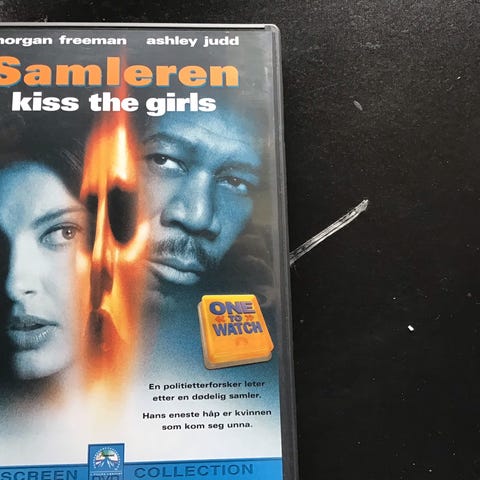 morgan freeman ashley judd
Samleren
kiss the girls
ONE
TO
WATCH
En politietterforsker leter
etter en dødelig samler.
Hans eneste håp er kvinnen
som kom seg unna.
SCREEN DVD COLLECTION